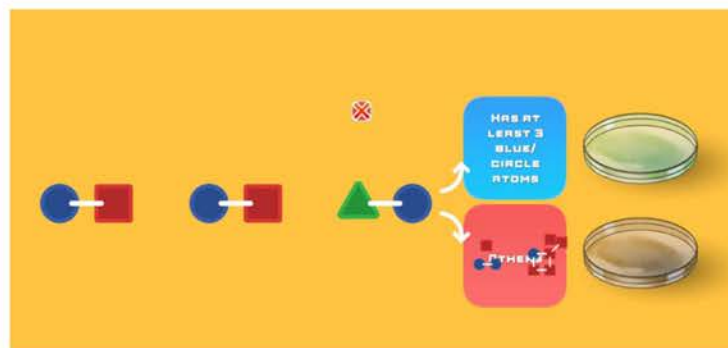 HAS AT
LEAST 3
BLUE/
CIRCLE
ATOMS